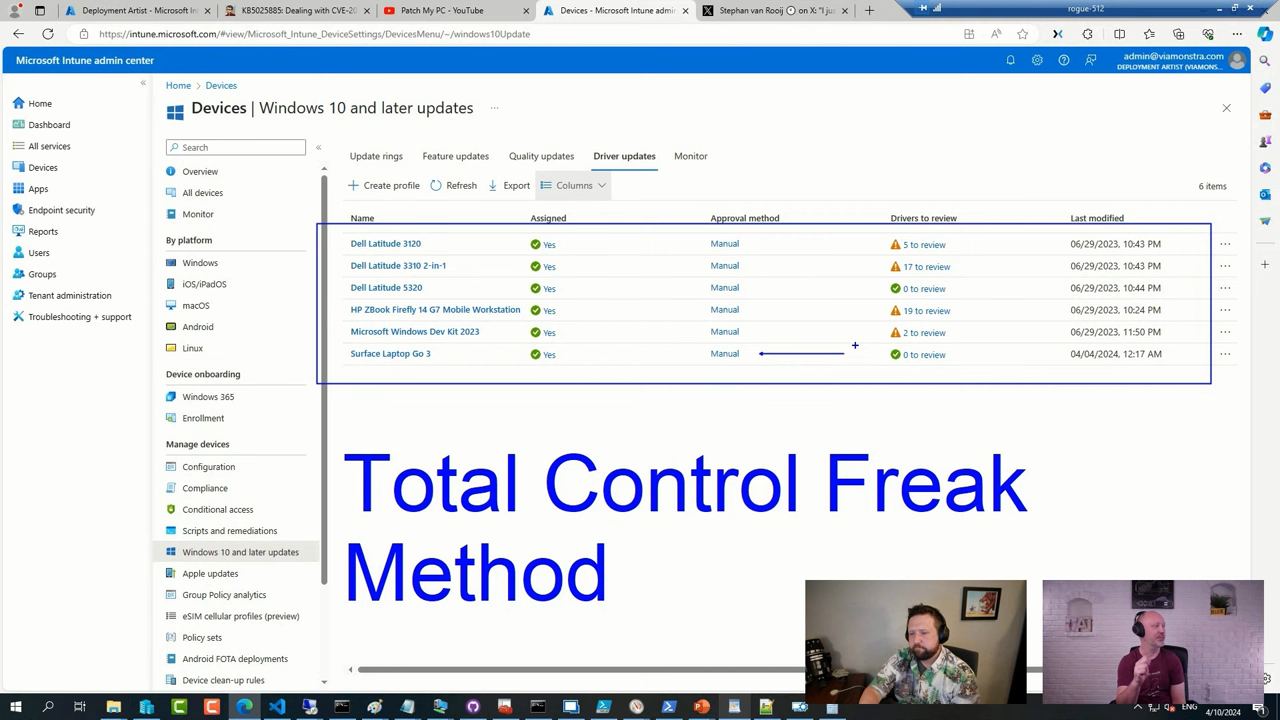 Deployment Artist - Microsoft Int
KB5025885: Dealing with CVE-20
Patch My PC - YouTube
Devices - Microsoft Intune admin
Stephan van Rooij on X: "I just
rogue-512
https://intune.microsoft.com/#view/Microsoft_Intune_DeviceSettings/DevicesMenu/~/windows10Update
Microsoft Intune admin center
admin@viamonstra.com
DEPLOYMENT ARTIST (VIAMONS...
Home
Dashboard
All services
Devices
Apps
Endpoint security
Reports
Users
Groups
Tenant administration
Troubleshooting + support
Home > Devices
Devices | Windows 10 and later updates
Search
Overview
All devices
Monitor
By platform
Windows
iOS/iPadOS
macOS
Android
Linux
Device onboarding
Windows 365
Enrollment
Manage devices
Configuration
Compliance
Conditional access
Scripts and remediations
Windows 10 and later updates
Apple updates
Group Policy analytics
eSIM cellular profiles (preview)
Policy sets
Android FOTA deployments
Device clean-up rules
Update rings Feature updates Quality updates Driver updates Monitor
Create profile Refresh Export Columns 6 items
Name Assigned Approval method Drivers to review Last modified
Dell Latitude 3120 Yes Manual 5 to review 06/29/2023, 10:43 PM
Dell Latitude 3310 2-in-1 Yes Manual 17 to review 06/29/2023, 10:43 PM
Dell Latitude 5320 Yes Manual 0 to review 06/29/2023, 10:44 PM
HP ZBook Firefly 14 G7 Mobile Workstation Yes Manual 19 to review 06/29/2023, 10:24 PM
Microsoft Windows Dev Kit 2023 Yes Manual 2 to review 06/29/2023, 11:50 PM
Surface Laptop Go 3 Yes Manual 0 to review 04/04/2024, 12:17 AM
Total Control Freak
Method
ENG
4/10/2024